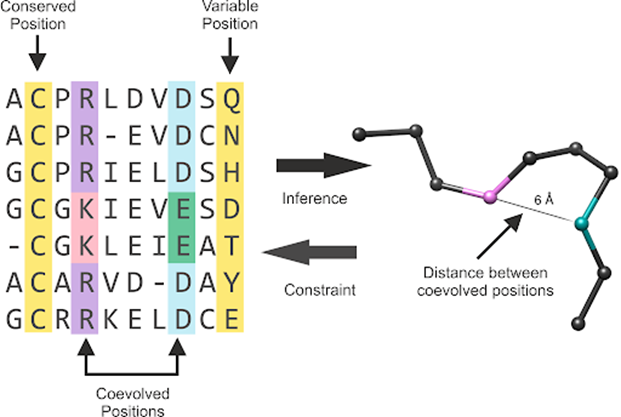 Conserved
Position
Variable
Position
ACPRLDVDSQ
ACPR-EVDCN
GCPRIELDSH
GCGKIEVESD
-CGKLEIEAT
ACARVD-DAY
GCRRKELDCE
Coevolved
Positions
Inference
Constraint
6 Å
Distance between
coevolved positions